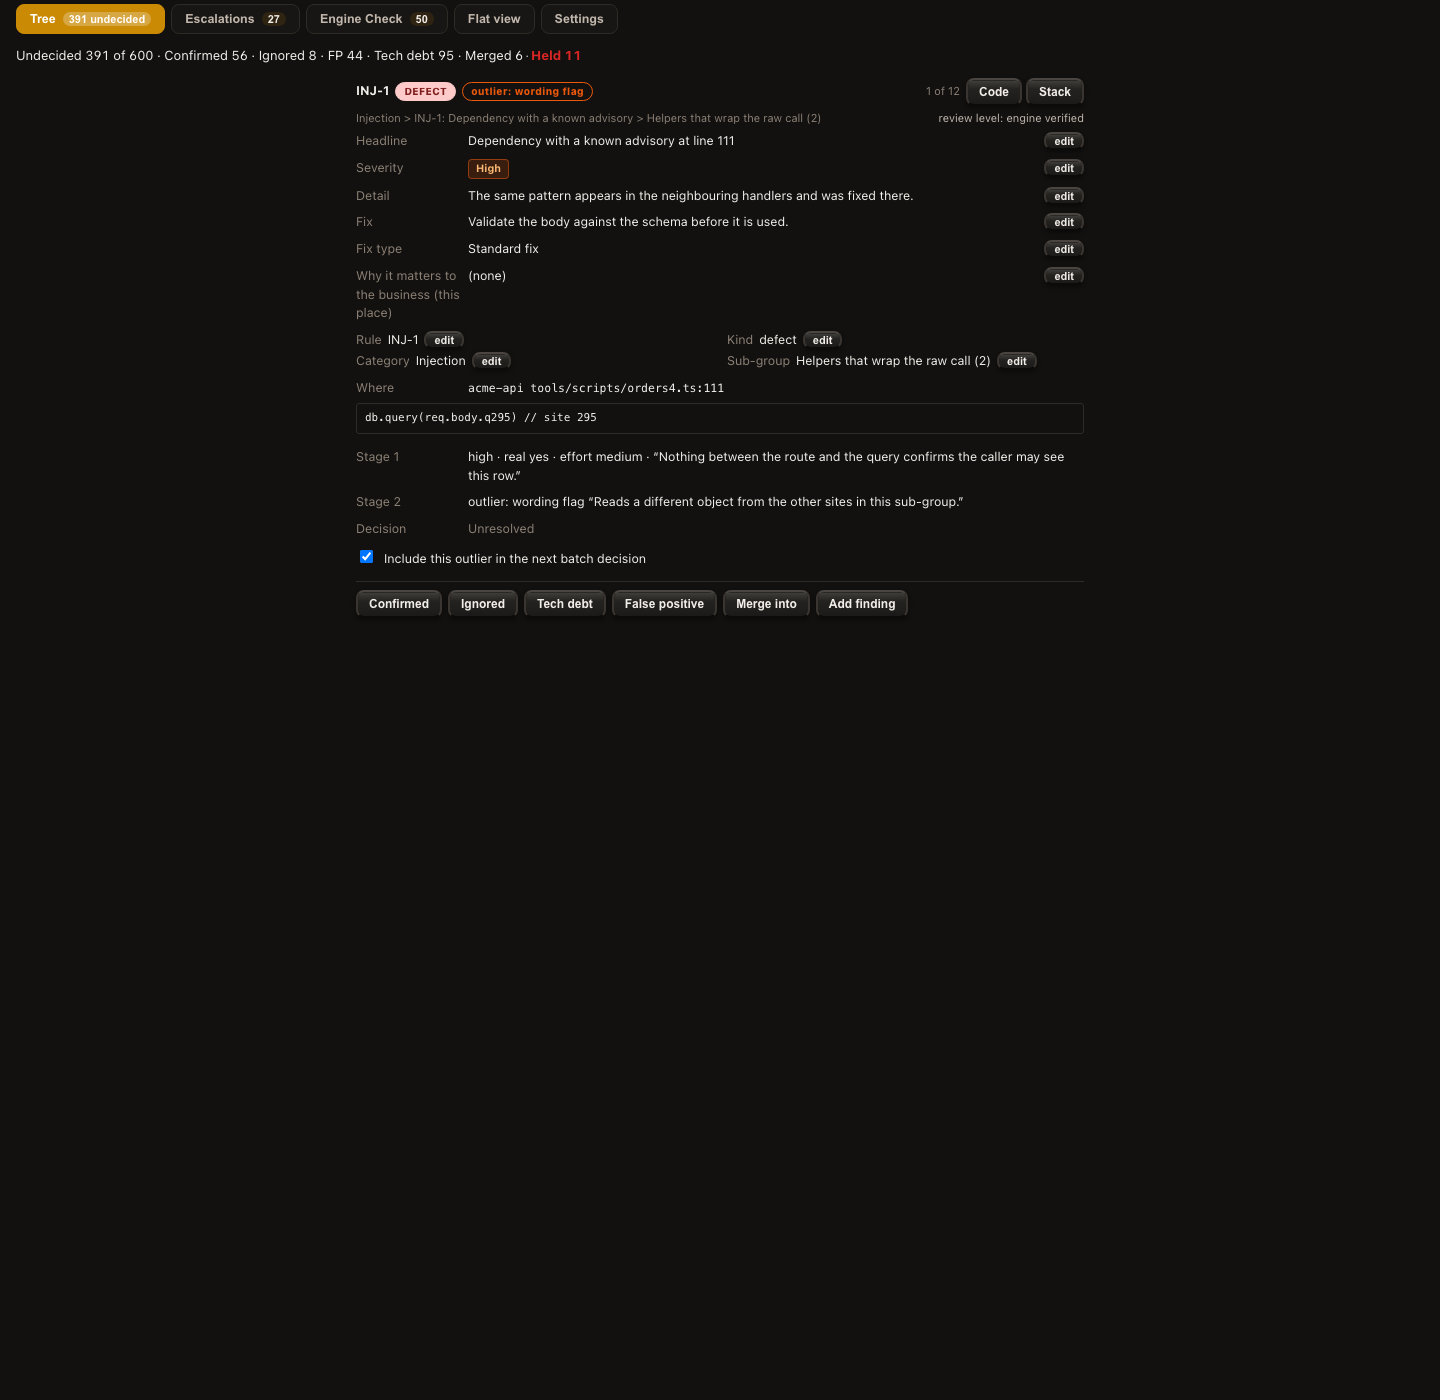 Tree 391 undecided Escalations 27 Engine Check 50 Flat view Settings
Undecided 391 of 600 · Confirmed 56 · Ignored 8 · FP 44 · Tech debt 95 · Merged 6 · Held 11
INJ-1 DEFECT outlier: wording flag 1 of 12 Code Stack
Injection > INJ-1: Dependency with a known advisory > Helpers that wrap the raw call (2) review level: engine verified
Headline Dependency with a known advisory at line 111 edit
Severity High edit
Detail The same pattern appears in the neighbouring handlers and was fixed there. edit
Fix Validate the body against the schema before it is used. edit
Fix type Standard fix edit
Why it matters to (none) edit
the business (this
place)
Rule INJ-1 edit Kind defect edit
Category Injection edit Sub-group Helpers that wrap the raw call (2) edit
Where acme-api tools/scripts/orders4.ts:111
db.query(req.body.q295) // site 295
Stage 1 high · real yes · effort medium · “Nothing between the route and the query confirms the caller may see
this row.”
Stage 2 outlier: wording flag “Reads a different object from the other sites in this sub-group.”
Decision Unresolved
Include this outlier in the next batch decision
Confirmed Ignored Tech debt False positive Merge into Add finding